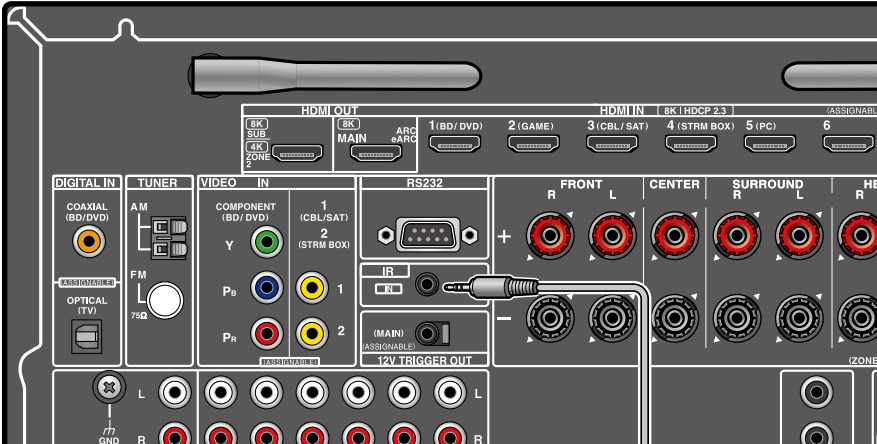 HDMI OUT
HDMI IN
8K | HDCP 2.3
(ASSIGNABL
8K
SUB
4K
ZONE
2
8K
MAIN
ARC
eARC
1 (BD/DVD)
2 (GAME)
3 (CBL/SAT)
4 (STRM BOX)
5 (PC)
6
DIGITAL IN
TUNER
VIDEO IN
RS232
FRONT
R L
CENTER
SURROUND
R L
HE
R
COAXIAL
(BD/DVD)
AM
COMPONENT
(BD/DVD)
1
(CBL/SAT)
2
(STRM BOX)
Y
+
IR
IN
ASSIGNABLE
FM
OPTICAL
(TV)
75Ω
PB
1
PR
2
(MAIN)
(ASSIGNABLE)
−
(ASSIGNABLE)
12V TRIGGER OUT
(ZONE
L
L
GND
R
R